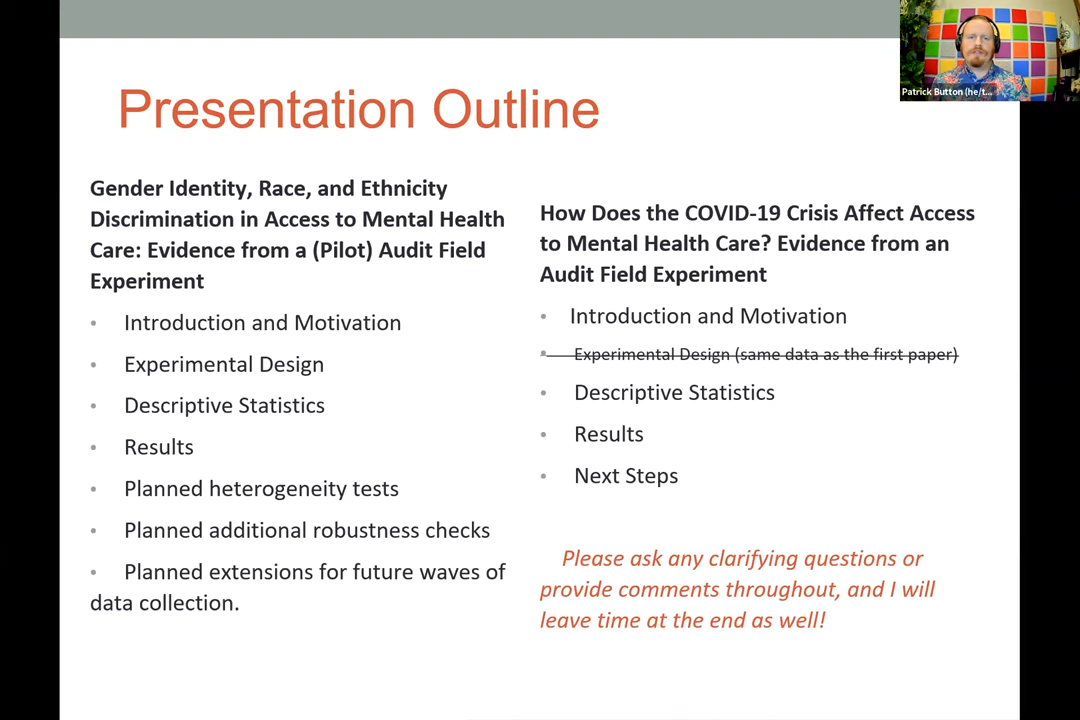 Presentation Outline
Gender Identity, Race, and Ethnicity
Discrimination in Access to Mental Health
Care: Evidence from a (Pilot) Audit Field
Experiment
• Introduction and Motivation
• Experimental Design
• Descriptive Statistics
• Results
• Planned heterogeneity tests
• Planned additional robustness checks
• Planned extensions for future waves of
data collection.
How Does the COVID-19 Crisis Affect Access
to Mental Health Care? Evidence from an
Audit Field Experiment
• Introduction and Motivation
• Experimental Design (same data as the first paper)
• Descriptive Statistics
• Results
• Next Steps
Please ask any clarifying questions or
provide comments throughout, and I will
leave time at the end as well!
Patrick Button (he/t...